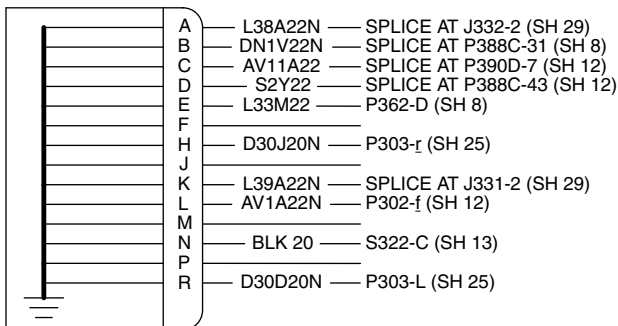 A L38A22N SPLICE AT J332-2 (SH 29)
B DN1V22N SPLICE AT P388C-31 (SH 8)
C AV11A22 SPLICE AT P390D-7 (SH 12)
D S2Y22 SPLICE AT P388C-43 (SH 12)
E L33M22 P362-D (SH 8)
F
H D30J20N P303-r (SH 25)
J
K L39A22N SPLICE AT J331-2 (SH 29)
L AV1A22N P302-f (SH 12)
M
N BLK 20 S322-C (SH 13)
P
R D30D20N P303-L (SH 25)